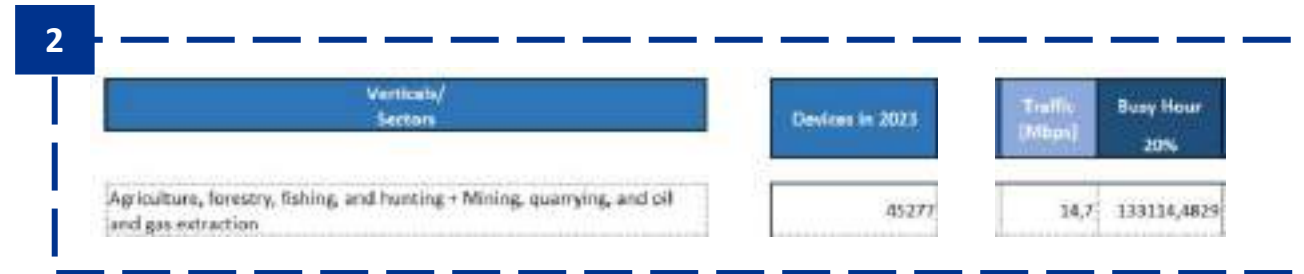 2
Verticals/
Sectors
Devices in 2023
Traffic
(Mbps)
Busy Hour
20%
Agriculture, forestry, fishing, and hunting + Mining, quarrying, and oil
and gas extraction
45277
14,7
133114,4829